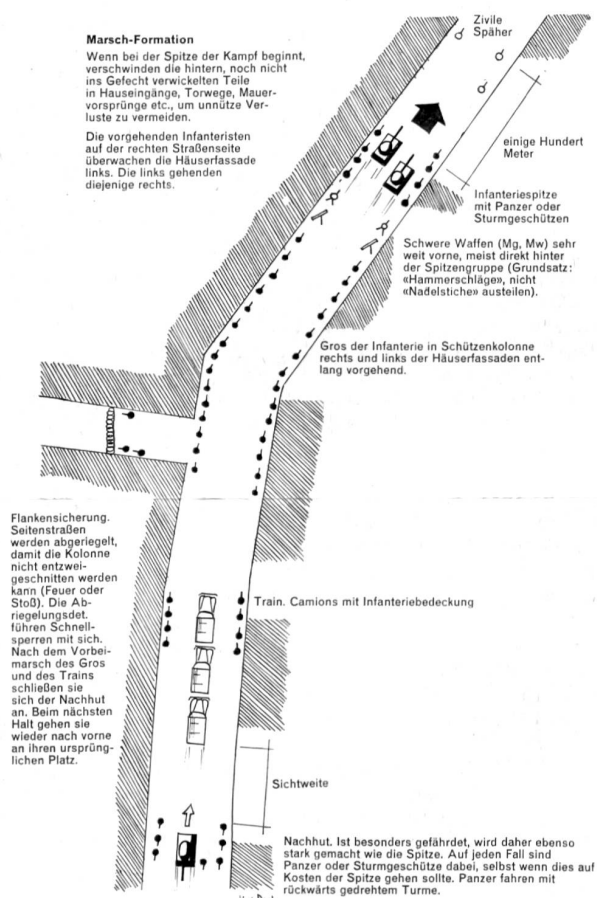 Zivile
Späher
Marsch-Formation
Wenn bei der Spitze der Kampf beginnt,
verschwinden die hintern, noch nicht
ins Gefecht verwickelten Teile
in Hauseingänge, Torwege, Mauer-
vorsprünge etc., um unnütze Ver-
luste zu vermeiden.
Die vorgehenden Infanteristen
auf der rechten Straßenseite
überwachen die Häuserfassade
links. Die links gehenden
diejenige rechts.
einige Hundert
Meter
Infanteriespitze
mit Panzer oder
Sturmgeschützen
Schwere Waffen (Mg, Mw) sehr
weit vorne, meist direkt hinter
der Spitzengruppe (Grundsatz:
«Hammerschläge», nicht
«Nadelstiche» austeilen).
Gros der Infanterie in Schützenkolonne
rechts und links der Häuserfassaden ent-
lang vorgehend.
Flankensicherung.
Seitenstraßen
werden abgeriegelt,
damit die Kolonne
nicht entzwei-
geschnitten werden
kann (Feuer oder
Stoß). Die Ab-
riegelungsdet.
führen Schnell-
sperren mit sich.
Nach dem Vorbei-
marsch des Gros
und des Trains
schließen sie
sich der Nachhut
an. Beim nächsten
Halt gehen sie
wieder nach vorne
an ihren ursprüng-
lichen Platz.
Train. Camions mit Infanteriebedeckung
Sichtweite
Nachhut. Ist besonders gefährdet, wird daher ebenso
stark gemacht wie die Spitze. Auf jeden Fall sind
Panzer oder Sturmgeschütze dabei, selbst wenn dies auf
Kosten der Spitze gehen sollte. Panzer fahren mit
rückwärts gedrehtem Turme.